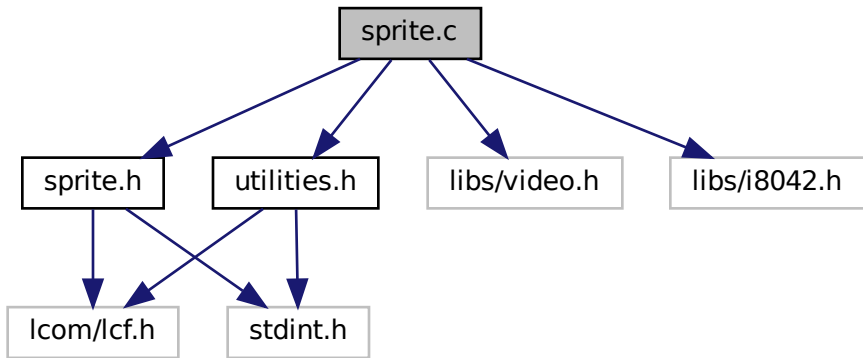 sprite.c
sprite.h
utilities.h
libs/video.h
libs/i8042.h
lcom/lcf.h
stdint.h